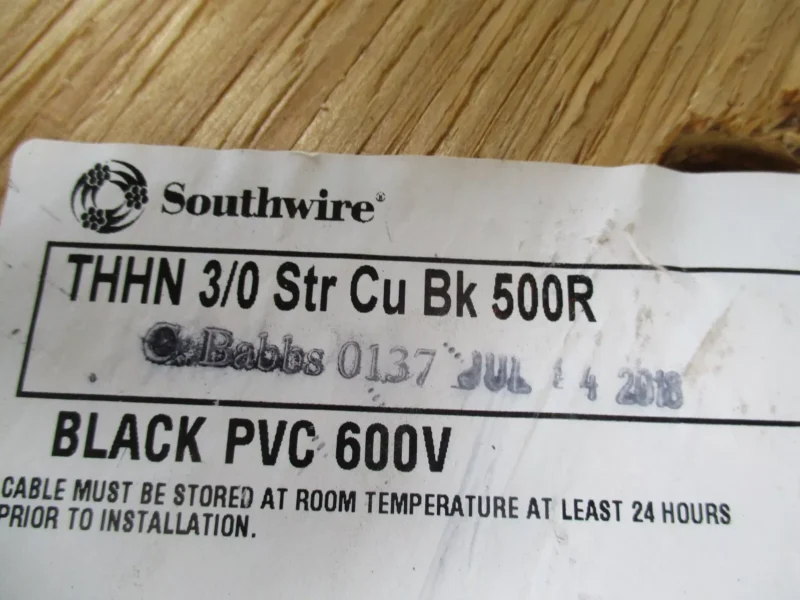 Southwire®
THHN 3/0 Str Cu Bk 500R
C. Babbs 0137 JUL 14 2018
BLACK PVC 600V
CABLE MUST BE STORED AT ROOM TEMPERATURE AT LEAST 24 HOURS
PRIOR TO INSTALLATION.